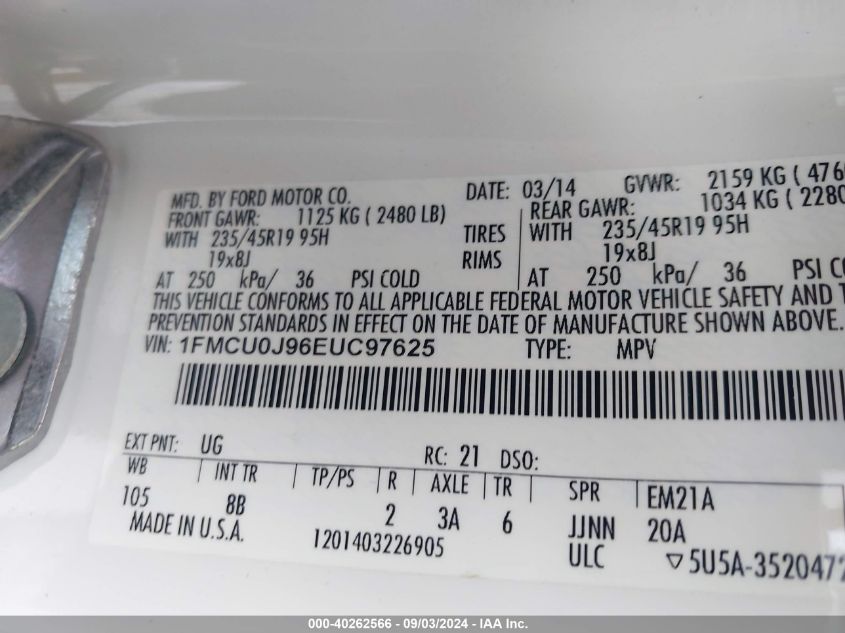 MFD. BY FORD MOTOR CO. DATE: 03/14 GVWR: 2159 KG ( 476
FRONT GAWR: 1125 KG ( 2480 LB) REAR GAWR: 1034 KG ( 2280
WITH 235/45R19 95H TIRES WITH 235/45R19 95H
19x8J RIMS 19x8J
AT 250 kPa/ 36 PSI COLD AT 250 kPa/ 36 PSI
THIS VEHICLE CONFORMS TO ALL APPLICABLE FEDERAL MOTOR VEHICLE SAFETY AND
PREVENTION STANDARDS IN EFFECT ON THE DATE OF MANUFACTURE SHOWN ABOVE.
VIN: 1FMCU0J96EUC97625 TYPE: MPV
EXT PNT: UG RC: 21 DSO:
WB INT TR TP/PS R AXLE TR SPR EM21A
105 8B 2 3A 6 JJNN 20A
MADE IN U.S.A. 1201403226905 ULC ▽5U5A-3520472
000-40262566 - 09/03/2024 - IAA Inc.